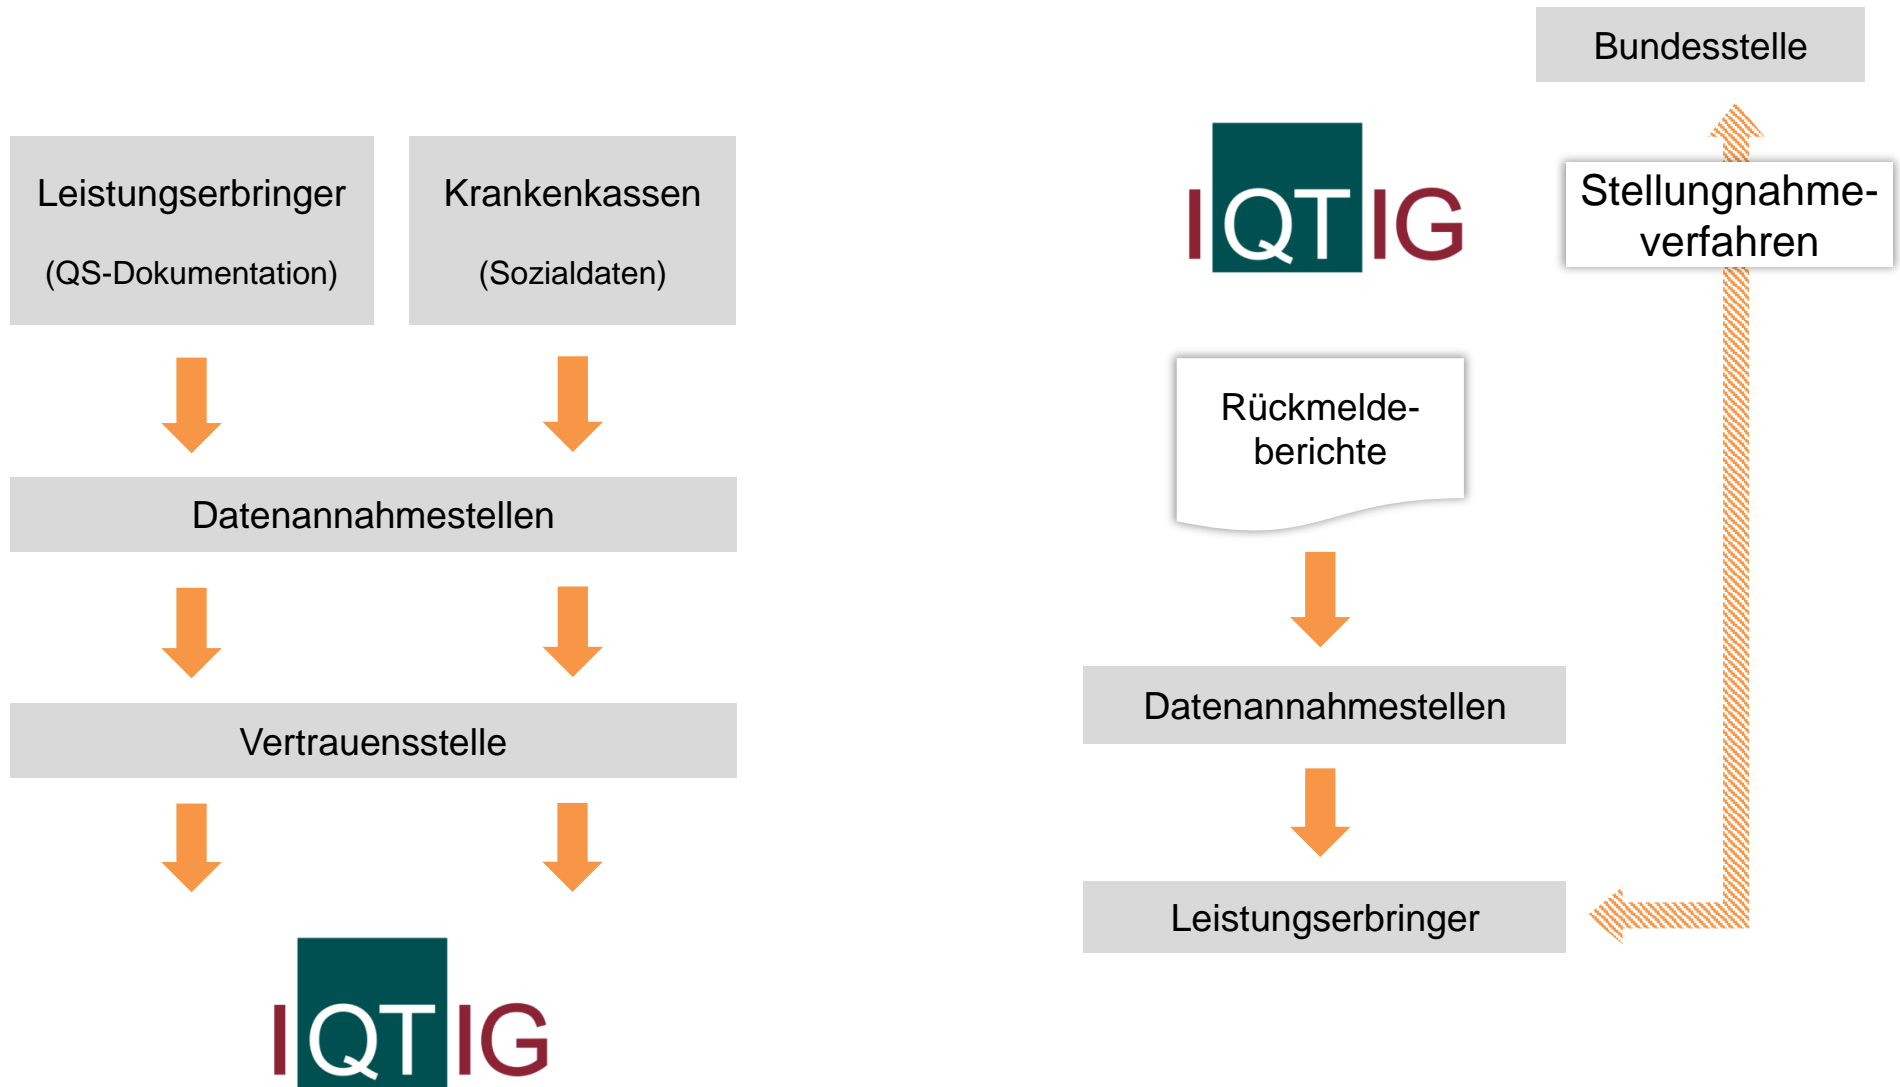 Leistungserbringer
(QS-Dokumentation)
Krankenkassen
(Sozialdaten)
Datenannahmestellen
Vertrauensstelle
IQTIG
Bundesstelle
IQTIG
Stellungnahme-
verfahren
Rückmelde-
berichte
Datenannahmestellen
Leistungserbringer